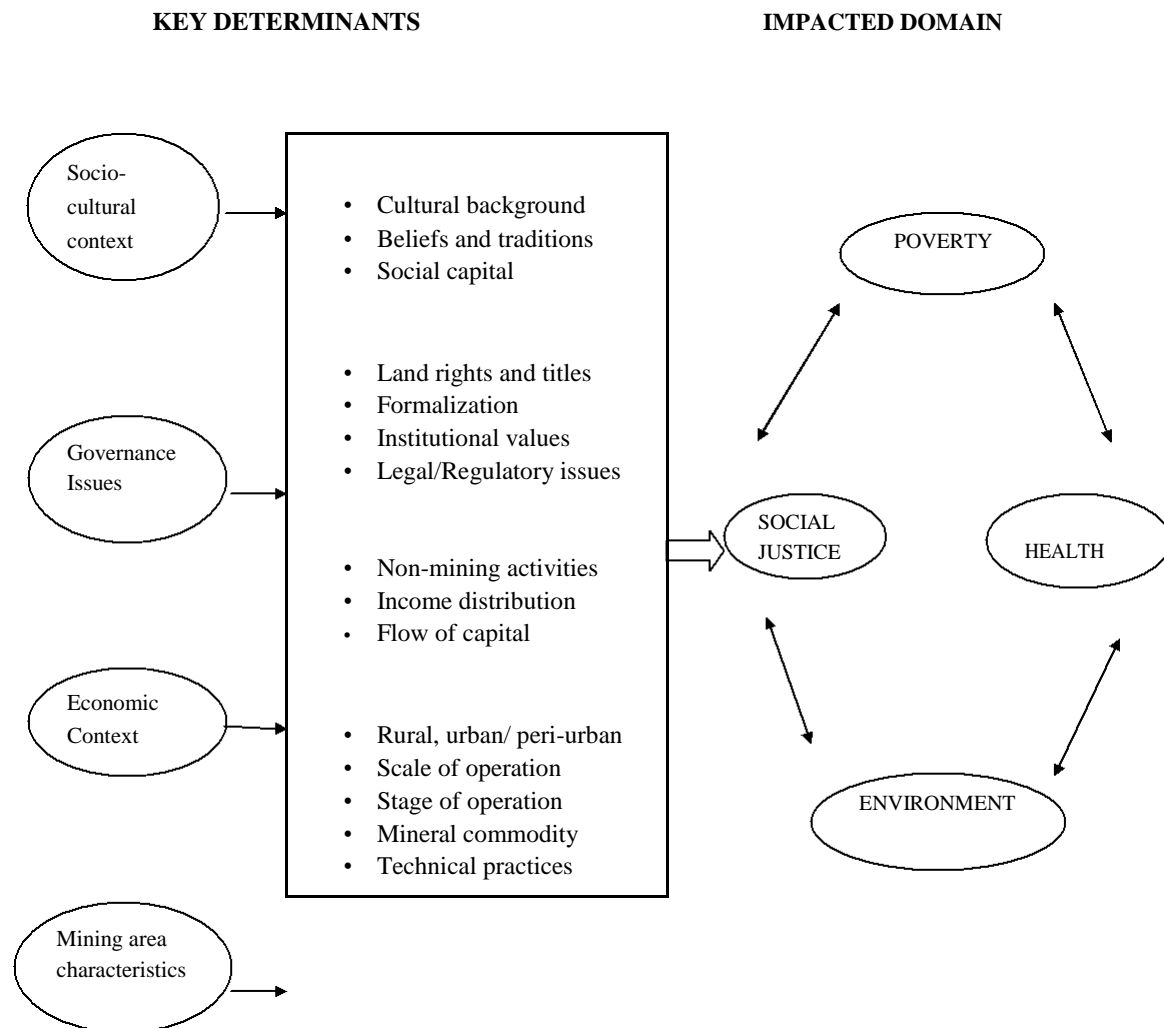 KEY DETERMINANTS
IMPACTED DOMAIN
Socio-
cultural
context
• Cultural background
• Beliefs and traditions
• Social capital
Governance
Issues
• Land rights and titles
• Formalization
• Institutional values
• Legal/Regulatory issues
Economic
Context
• Non-mining activities
• Income distribution
• Flow of capital
Mining area
characteristics
• Rural, urban/ peri-urban
• Scale of operation
• Stage of operation
• Mineral commodity
• Technical practices
POVERTY
SOCIAL
JUSTICE
HEALTH
ENVIRONMENT